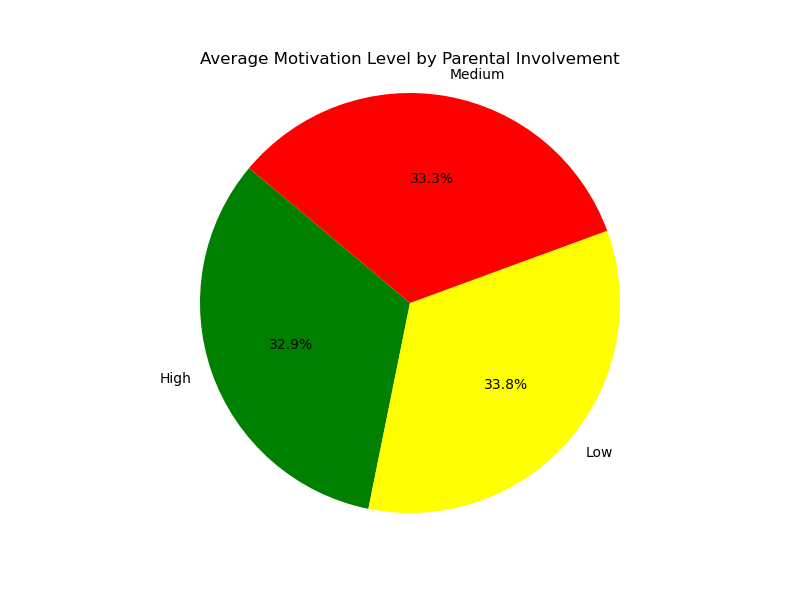 Average Motivation Level by Parental Involvement
Medium
33.3%
32.9%
High
33.8%
Low